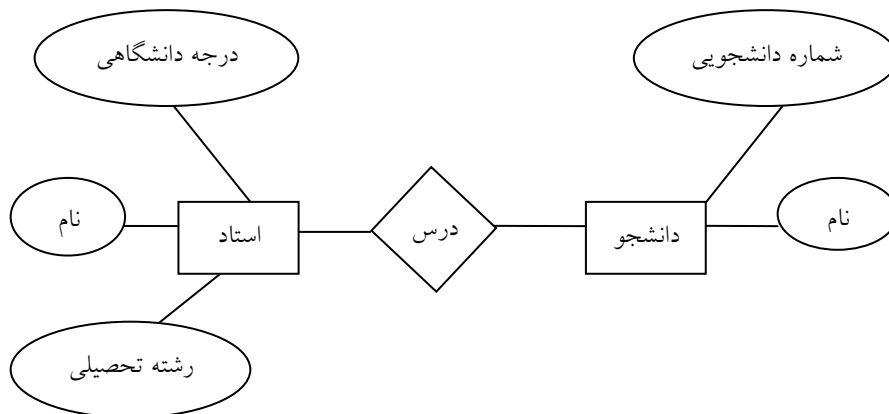 شماره دانشجویی
درجه دانشگاهی
نام
دانشجو
درس
استاد
نام
رشته تحصیلی